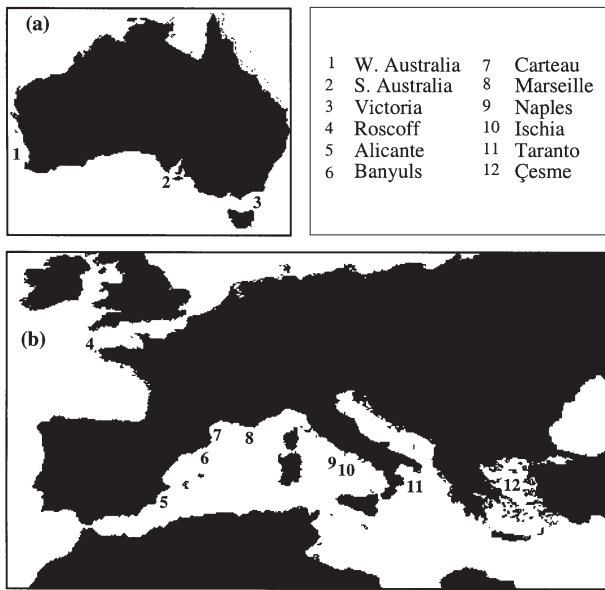 (a)
1
2
3
1 W. Australia 7 Carteau
2 S. Australia 8 Marseille
3 Victoria 9 Naples
4 Roscoff 10 Ischia
5 Alicante 11 Taranto
6 Banyuls 12 Çesme
(b)
4
7
8
6
9
10
5
11
12